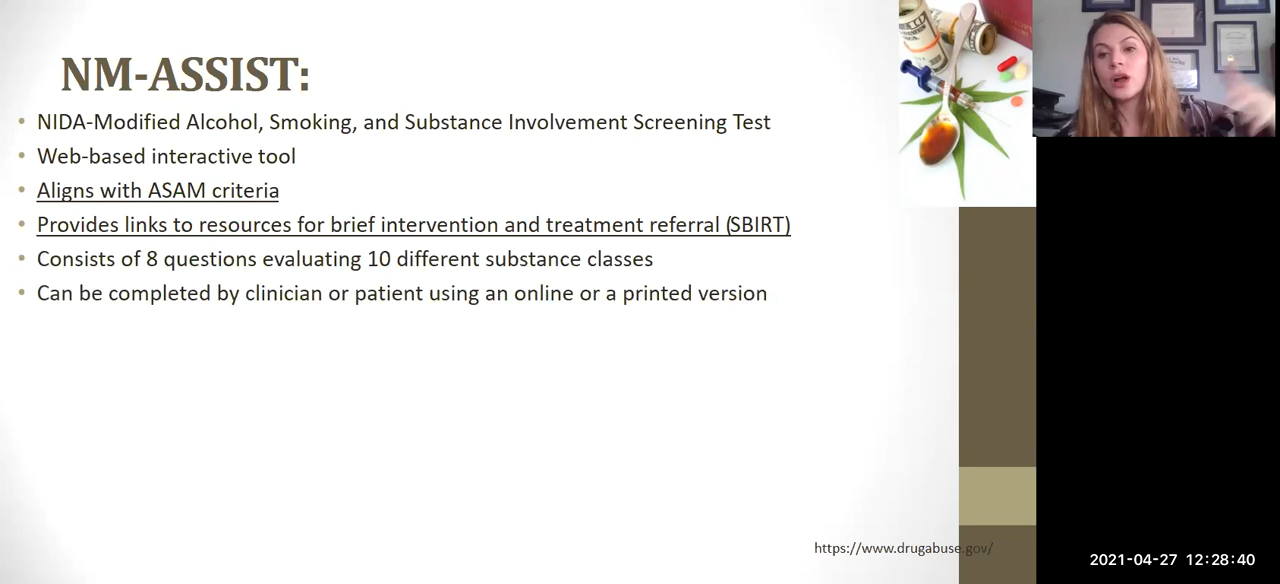 NM-ASSIST:
• NIDA-Modified Alcohol, Smoking, and Substance Involvement Screening Test
• Web-based interactive tool
• Aligns with ASAM criteria
• Provides links to resources for brief intervention and treatment referral (SBIRT)
• Consists of 8 questions evaluating 10 different substance classes
• Can be completed by clinician or patient using an online or a printed version
https://www.drugabuse.gov/
2021-04-27 12:28:40